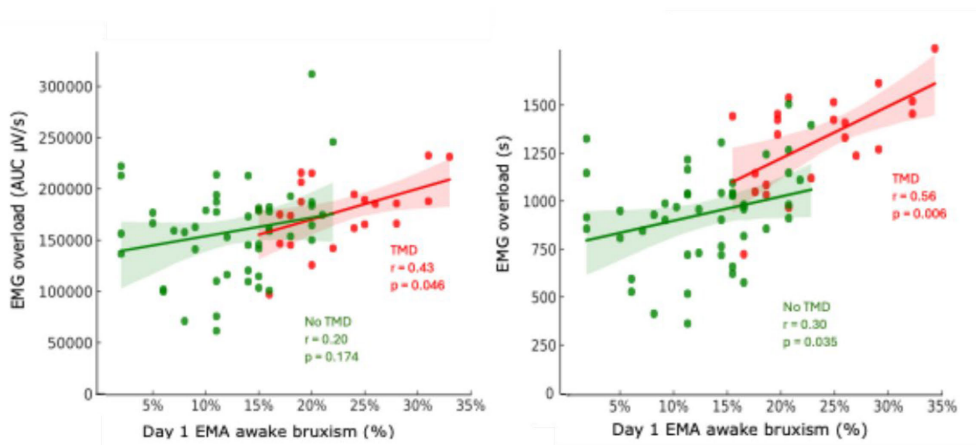 EMG overload (AUC µV/s)
300000
250000
200000
150000
100000
50000
0
TMD
r = 0.43
p = 0.046
No TMD
r = 0.20
p = 0.174
5%
10%
15%
20%
25%
30%
35%
Day 1 EMA awake bruxism (%)
EMG overload (s)
1500
1250
1000
750
500
250
0
TMD
r = 0.56
p = 0.006
No TMD
r = 0.30
p = 0.035
5%
10%
15%
20%
25%
30%
35%
Day 1 EMA awake bruxism (%)